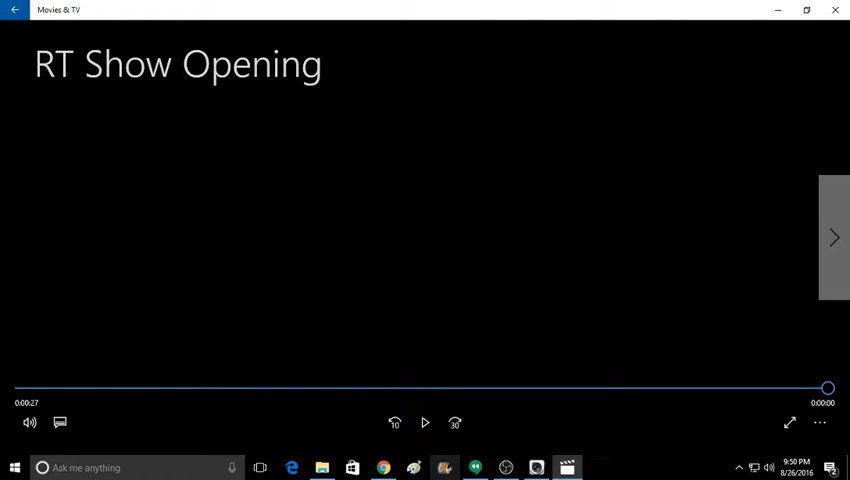 Movies & TV
RT Show Opening
0:00:27
0:00:00
10
30
Ask me anything
9:50 PM
8/26/2016
2